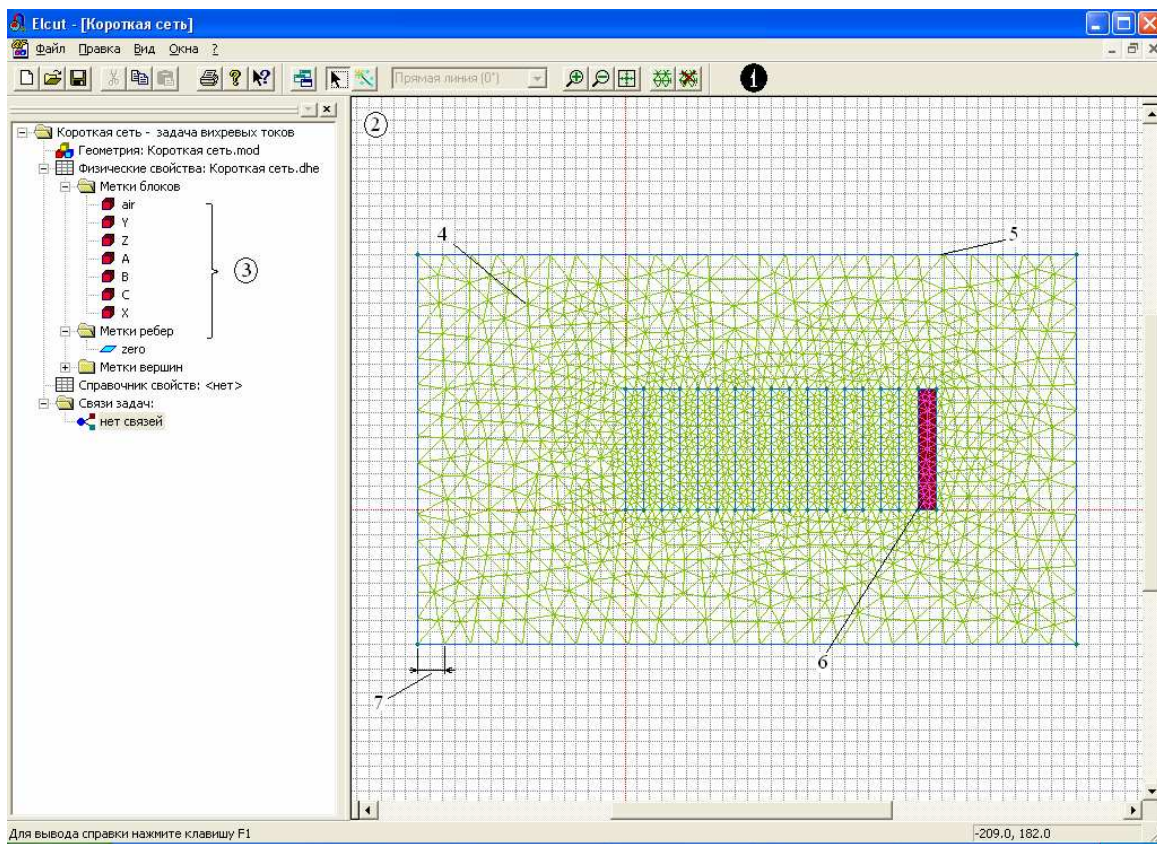 Elcut - [Короткая сеть]
Файл Правка Вид Окна ?
Прямая линия (0°)
1
2
Короткая сеть - задача вихревых токов
Геометрия: Короткая сеть.mod
Физические свойства: Короткая сеть.dhe
Метки блоков
air
Y
Z
A
B
C
X
3
Метки ребер
zero
Метки вершин
Справочник свойств: <нет>
Связи задач:
нет связей
4
5
6
7
Для вывода справки нажмите клавишу F1
-209.0, 182.0